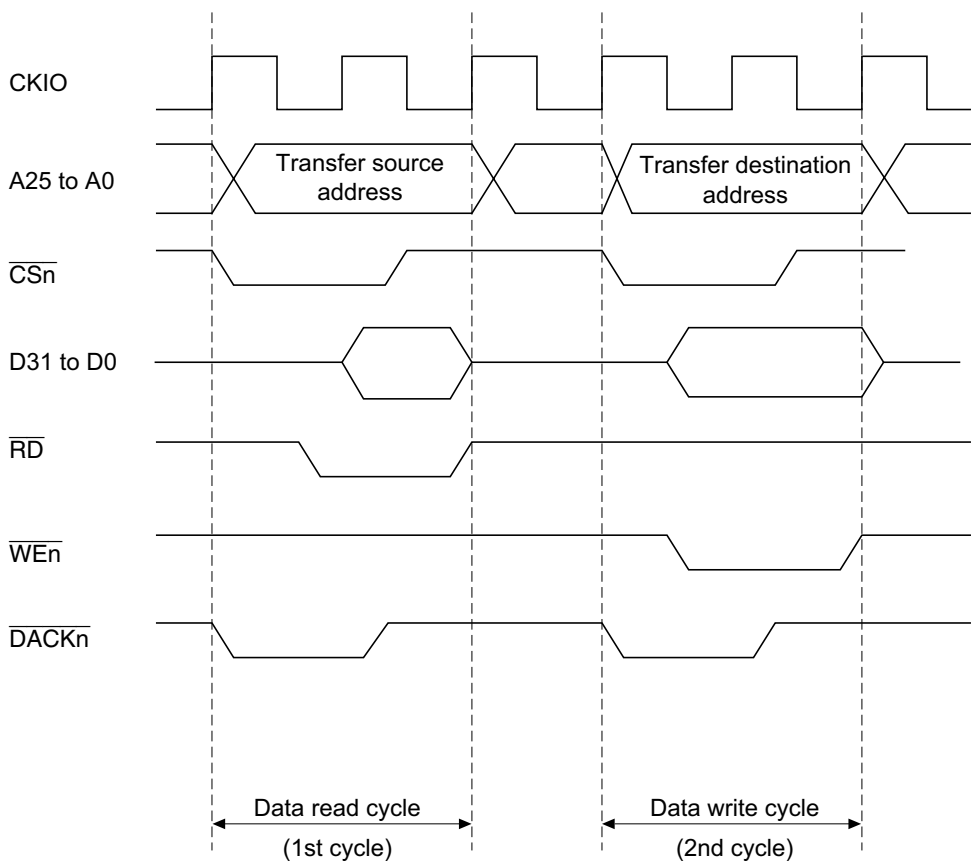 CKIO
A25 to A0
Transfer source
address
Transfer destination
address
CSn
D31 to D0
RD
WEn
DACKn
Data read cycle
(1st cycle)
Data write cycle
(2nd cycle)